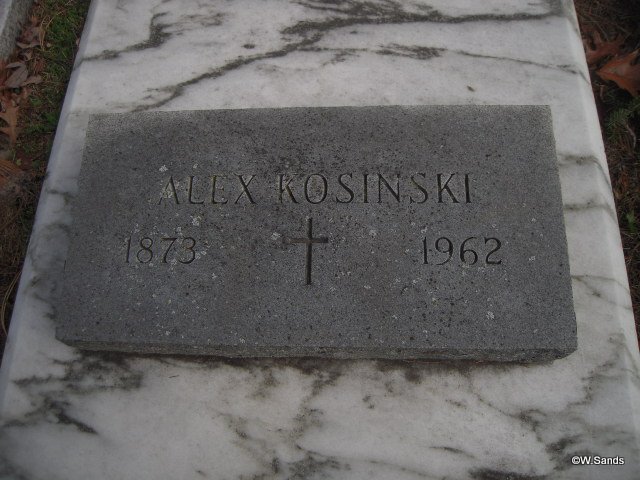 ALEX KOSINSKI
1873 1962
©W.Sands